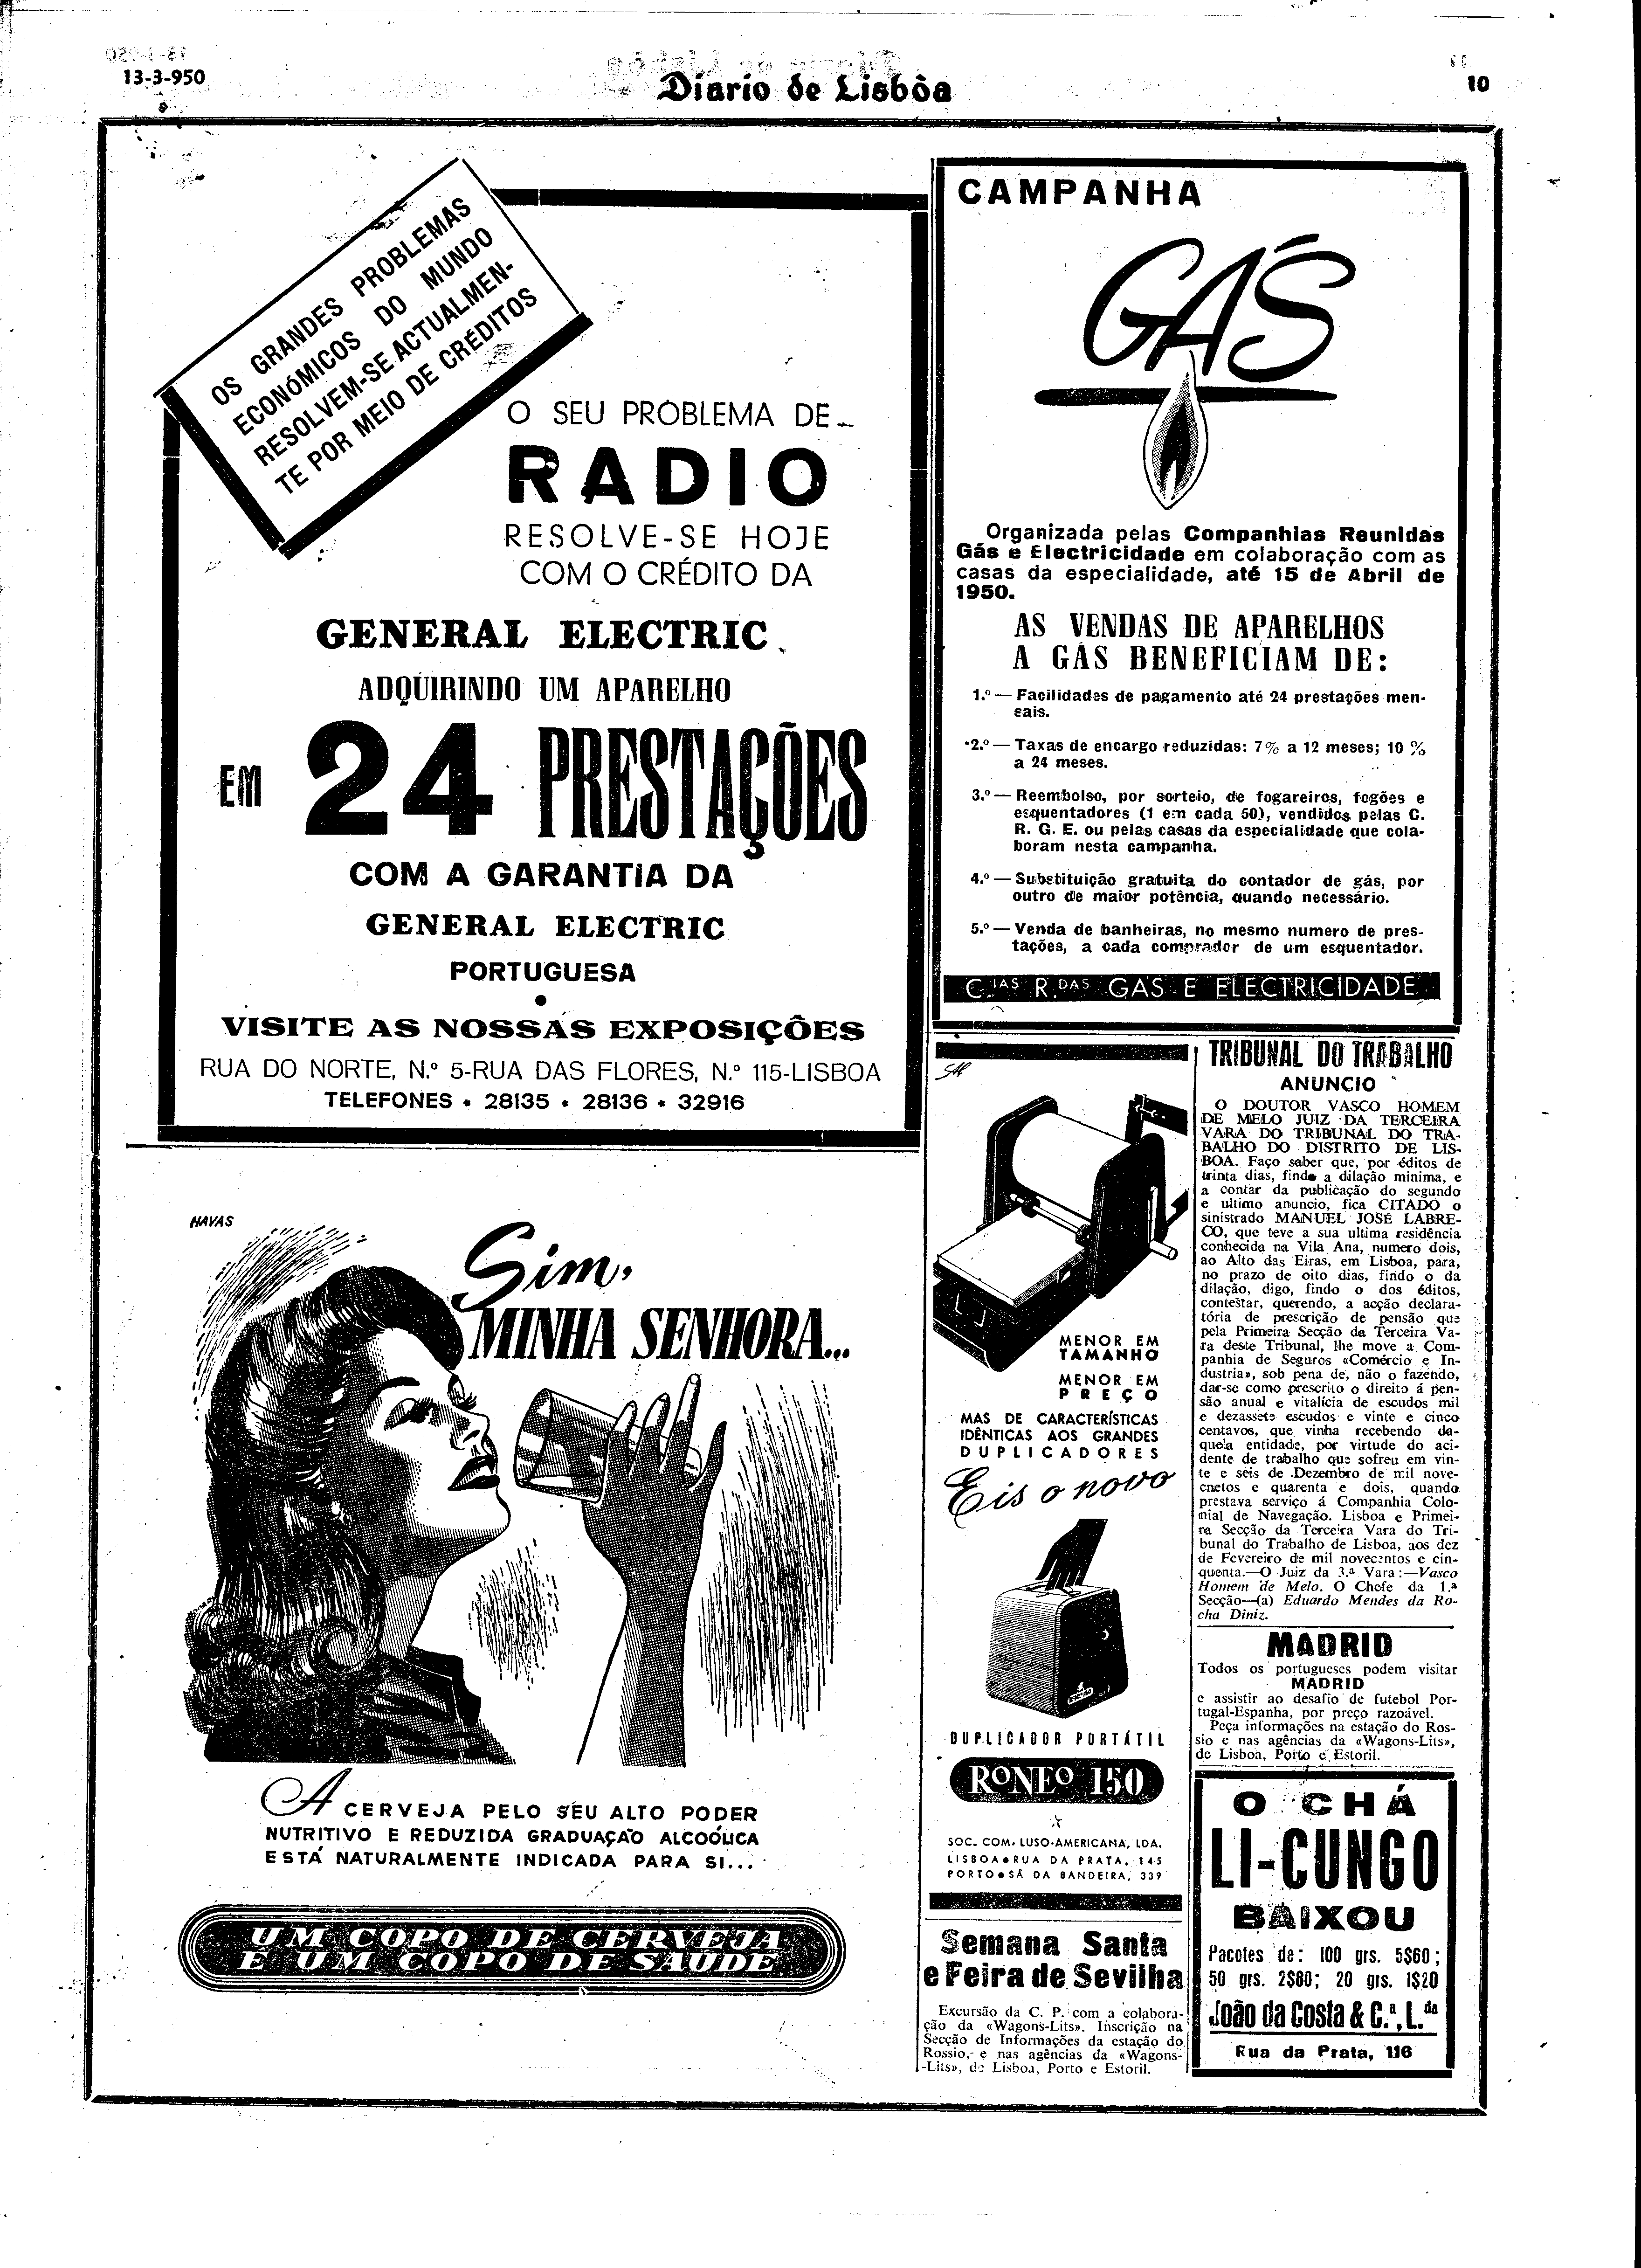 13-3-950
Diario de Lisbôa
10
OS GRANDES PROBLEMAS
ECONÓMICOS DO MUNDO
RESOLVEM-SE ACTUALMEN-
TE POR MEIO DE CRÉDITOS
O SEU PROBLEMA DE
RADIO
RESOLVE-SE HOJE
COM O CRÉDITO DA
GENERAL ELECTRIC
ADQUIRINDO UM APARELHO
EM 24 PRESTAÇÕES
COM A GARANTIA DA
GENERAL ELECTRIC
PORTUGUESA
VISITE AS NOSSAS EXPOSIÇÕES
RUA DO NORTE, N.º 5-RUA DAS FLORES, N.º 115-LISBOA
TELEFONES • 28135 • 28136 • 32916
CAMPANHA
GÁS
Organizada pelas Companhias Reunidas
Gás e Electricidade em colaboração com as
casas da especialidade, até 15 de Abril de
1950.
AS VENDAS DE APARELHOS
A GÁS BENEFICIAM DE:
1.º — Facilidades de pagamento até 24 prestações men-
sais.
2.º — Taxas de encargo reduzidas: 7% a 12 meses; 10 %
a 24 meses.
3.º — Reembolso, por sorteio, de fogareiros, fogões e
esquentadores (1 em cada 50), vendidos pelas C.
R. G. E. ou pelas casas da especialidade que cola-
boram nesta campanha.
4.º — Substituição gratuita do contador de gás, por
outro de maior potência, quando necessário.
5.º — Venda de banheiras, no mesmo numero de pres-
tações, a cada comprador de um esquentador.
C.IAS R.DAS GÁS E ELECTRICIDADE
HAVAS
Sim,
MINHA SENHORA...
A CERVEJA PELO SEU ALTO PODER
NUTRITIVO E REDUZIDA GRADUAÇÃO ALCOÓLICA
ESTÁ NATURALMENTE INDICADA PARA SI...
UM COPO DE CERVEJA
E UM COPO DE SAUDE
MENOR EM
TAMANHO
MENOR EM
PREÇO
MAS DE CARACTERÍSTICAS
IDÊNTICAS AOS GRANDES
DUPLICADORES
Eis o novo
DUPLICADOR PORTÁTIL
RONEO 150
SOC. COM. LUSO-AMERICANA, LDA.
LISBOA • RUA DA PRATA, 145
PORTO • SÁ DA BANDEIRA, 339
Semana Santa
e Feira de Sevilha
Excursão da C. P. com a colabora-
ção da «Wagons-Lits». Inscrição na
Secção de Informações da estação do
Rossio, e nas agências da «Wagons-
-Lits», de Lisboa, Porto e Estoril.
TRIBUNAL DO TRABALHO
ANUNCIO
O DOUTOR VASCO HOMEM
DE MELO JUIZ DA TERCEIRA
VARA DO TRIBUNAL DO TRA-
BALHO DO DISTRITO DE LIS-
BOA. Faço saber que, por éditos de
trinta dias, finde a dilação minima, e
a contar da publicação do segundo
e ultimo anuncio, fica CITADO o
sinistrado MANUEL JOSÉ LABRE-
CO, que teve a sua ultima residência
conhecida na Vila Ana, numero dois,
ao Alto das Eiras, em Lisboa, para,
no prazo de oito dias, findo o da
dilação, digo, findo o dos éditos,
contestar, querendo, a acção declara-
tória de prescrição de pensão que
pela Primeira Secção da Terceira Va-
ra deste Tribunal, lhe move a Com-
panhia de Seguros «Comércio e In-
dustria», sob pena de, não o fazendo,
dar-se como prescrito o direito á pen-
são anual e vitalícia de escudos mil
e dezassete escudos e vinte e cinco
centavos, que vinha recebendo da-
quela entidade, por virtude do aci-
dente de trabalho que sofreu em vin-
te e seis de Dezembro de mil nove-
cnetos e quarenta e dois, quando
prestava serviço á Companhia Colo-
nial de Navegação. Lisboa e Primei-
ra Secção da Terceira Vara do Tri-
bunal do Trabalho de Lisboa, aos dez
de Fevereiro de mil novecentos e cin-
quenta.—O Juiz da 3.ª Vara:—Vasco
Homem de Melo. O Chefe da 1.ª
Secção—(a) Eduardo Mendes da Ro-
cha Diniz.
MADRID
Todos os portugueses podem visitar
MADRID
e assistir ao desafio de futebol Por-
tugal-Espanha, por preço razoável.
Peça informações na estação do Ros-
sio e nas agências da «Wagons-Lits»,
de Lisboa, Porto e Estoril.
O CHÁ
LI-CUNGO
BAIXOU
Pacotes de: 100 grs. 5$60;
50 grs. 2$80; 20 grs. 1$20
João da Costa & C.ª, L.da
Rua da Prata, 116